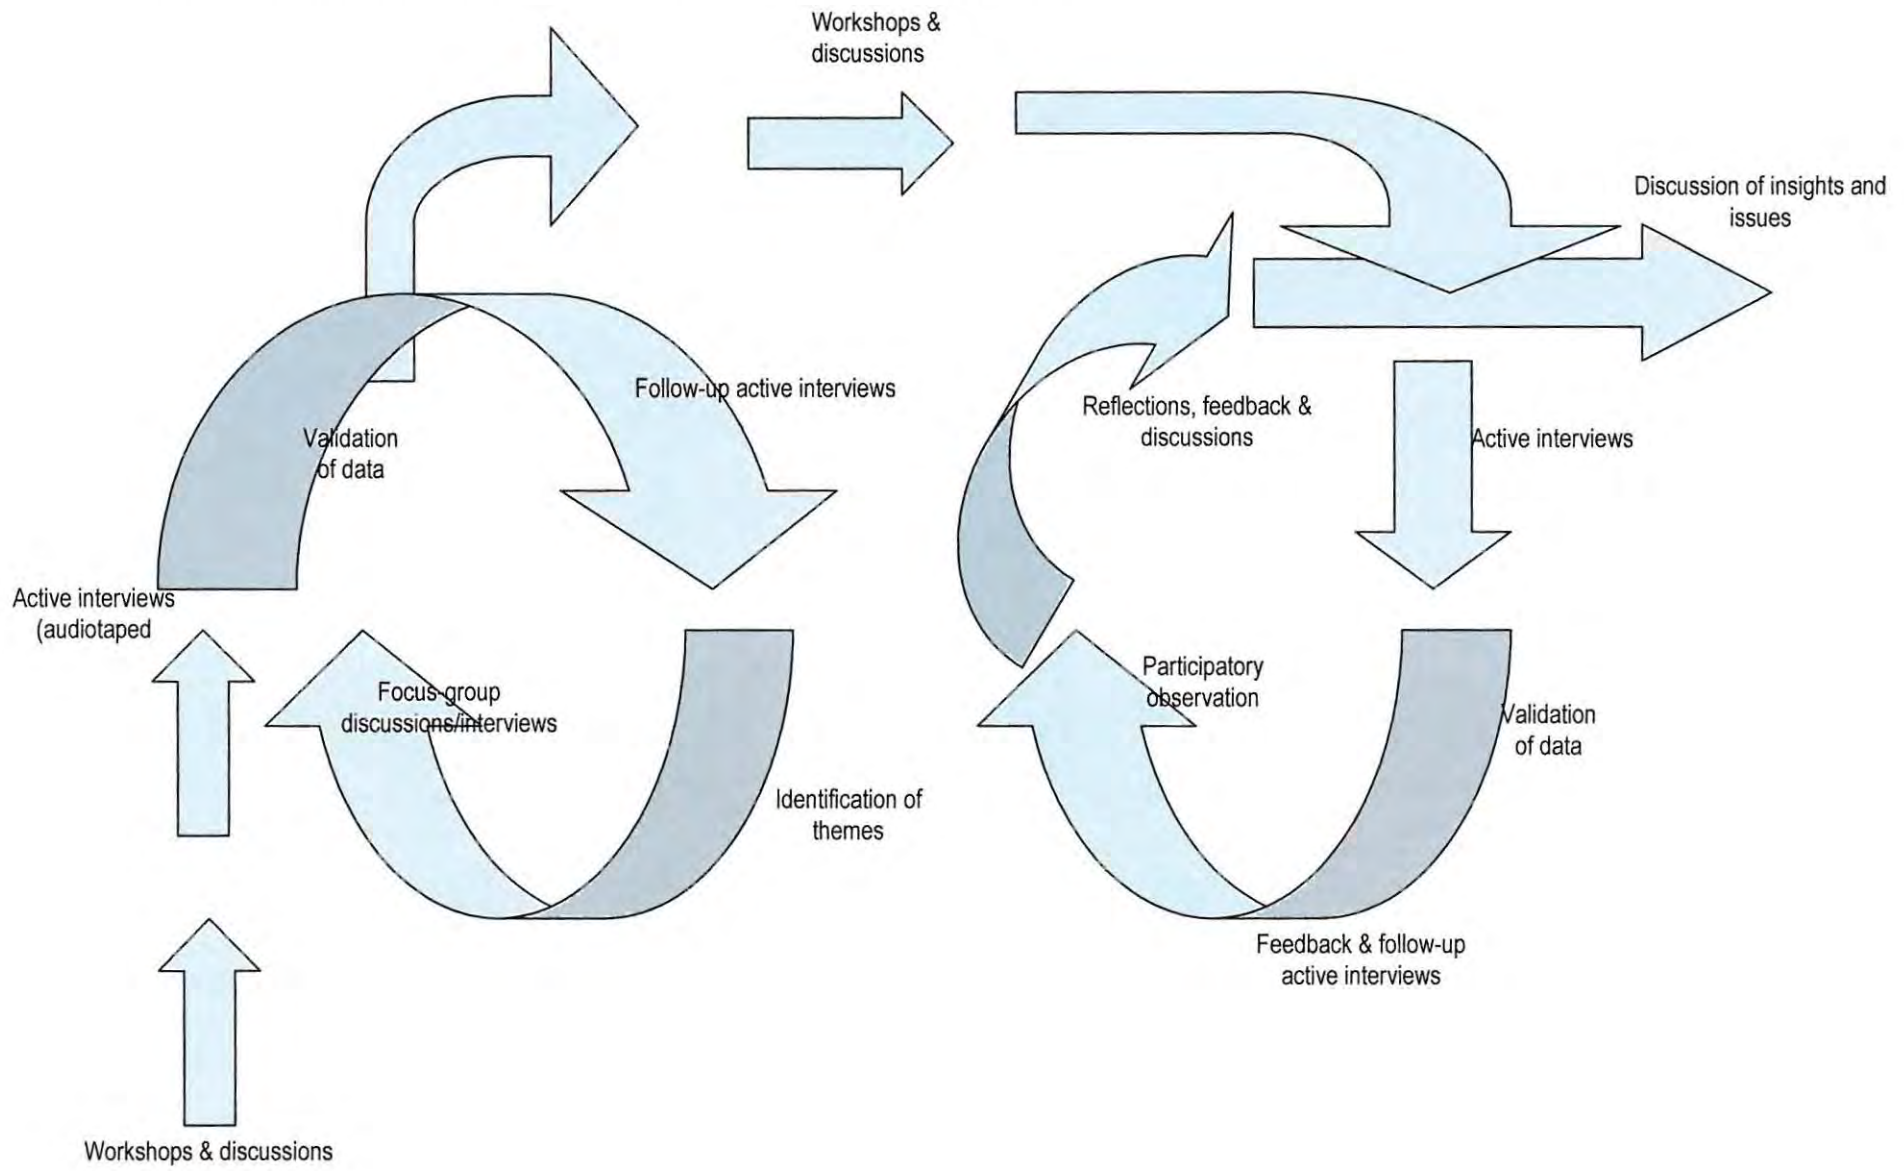 Workshops &
discussions
Discussion of insights and
issues
Follow-up active interviews
Reflections, feedback &
discussions
Validation
of data
Active interviews
Active interviews
(audiotaped
Focus-group
discussions/interviews
Participatory
observation
Validation
of data
Identification of
themes
Feedback & follow-up
active interviews
Workshops & discussions